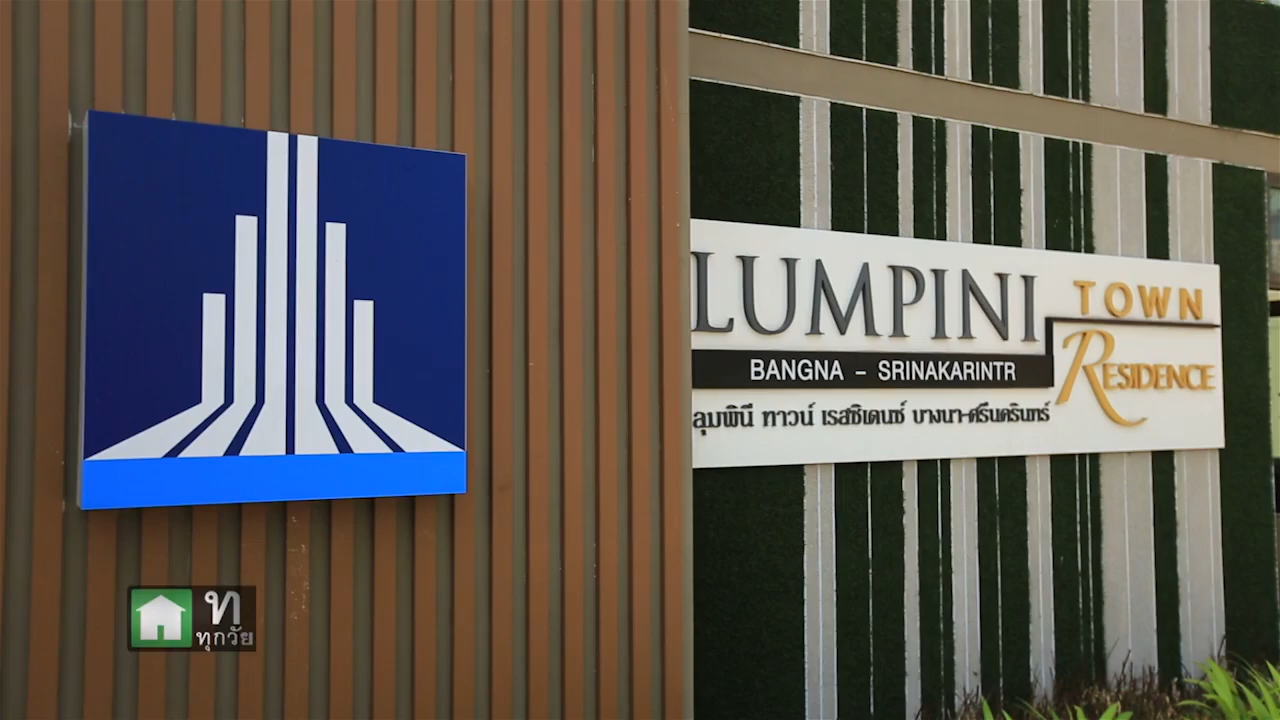 LUMPINI
TOWN
RESIDENCE
BANGNA – SRINAKARINTR
ลุมพินี ทาวน์ เรสซิเดนซ์ บางนา-ศรีนครินทร์
ท
ทุกวัย